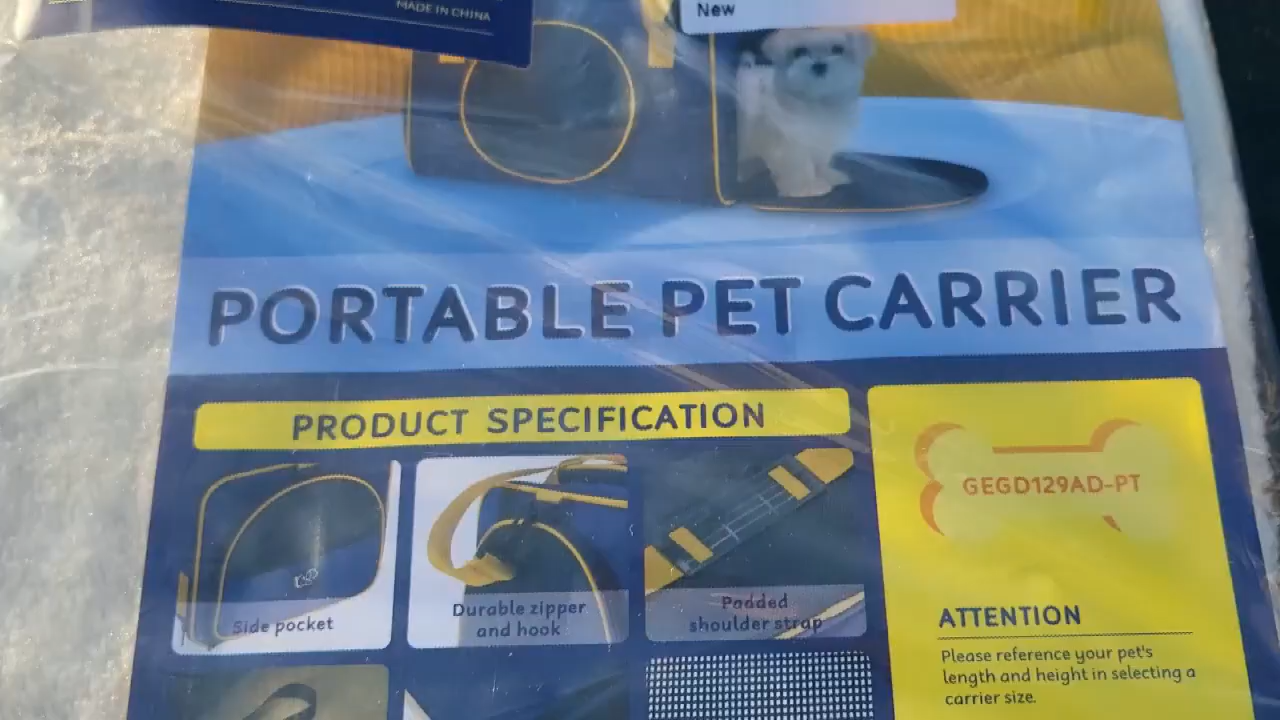 MADE IN CHINA
New
PORTABLE PET CARRIER
PRODUCT SPECIFICATION
GEGD129AD-PT
Side pocket
Durable zipper
and hook
Padded
shoulder strap
ATTENTION
Please reference your pet's
length and height in selecting a
carrier size.